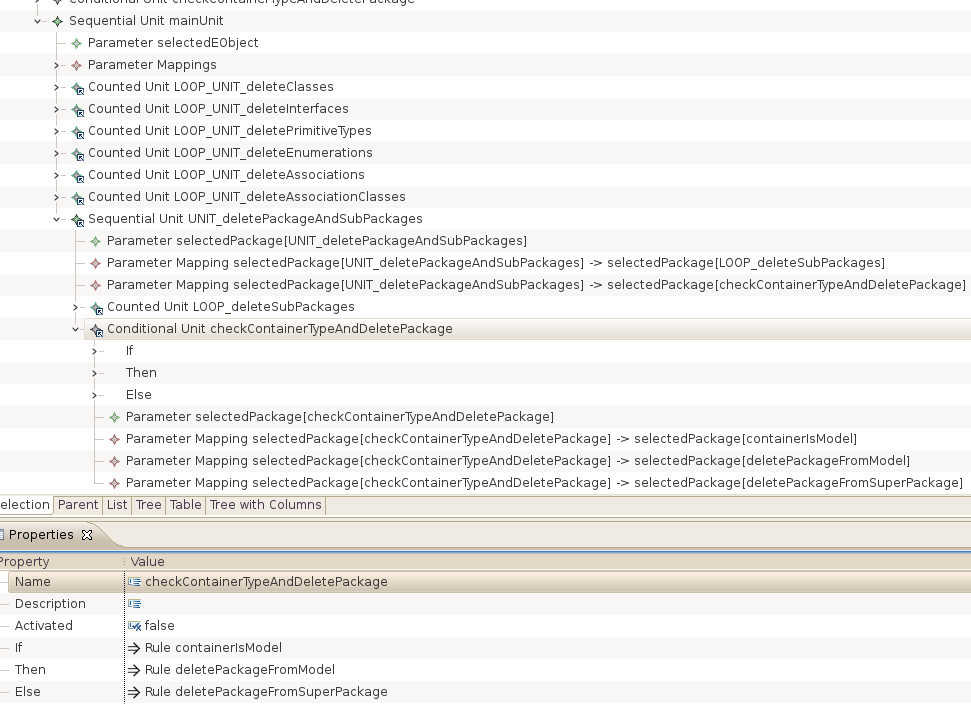 Conditional Unit checkContainerTypeAndDeletePackage
Sequential Unit mainUnit
Parameter selectedEObject
Parameter Mappings
Counted Unit LOOP_UNIT_deleteClasses
Counted Unit LOOP_UNIT_deleteInterfaces
Counted Unit LOOP_UNIT_deletePrimitiveTypes
Counted Unit LOOP_UNIT_deleteEnumerations
Counted Unit LOOP_UNIT_deleteAssociations
Counted Unit LOOP_UNIT_deleteAssociationClasses
Sequential Unit UNIT_deletePackageAndSubPackages
Parameter selectedPackage[UNIT_deletePackageAndSubPackages]
Parameter Mapping selectedPackage[UNIT_deletePackageAndSubPackages] -> selectedPackage[LOOP_deleteSubPackages]
Parameter Mapping selectedPackage[UNIT_deletePackageAndSubPackages] -> selectedPackage[checkContainerTypeAndDeletePackage]
Counted Unit LOOP_deleteSubPackages
Conditional Unit checkContainerTypeAndDeletePackage
If
Then
Else
Parameter selectedPackage[checkContainerTypeAndDeletePackage]
Parameter Mapping selectedPackage[checkContainerTypeAndDeletePackage] -> selectedPackage[containerIsModel]
Parameter Mapping selectedPackage[checkContainerTypeAndDeletePackage] -> selectedPackage[deletePackageFromModel]
Parameter Mapping selectedPackage[checkContainerTypeAndDeletePackage] -> selectedPackage[deletePackageFromSuperPackage]
election Parent List Tree Table Tree with Columns
Properties
Property Value
Name checkContainerTypeAndDeletePackage
Description
Activated false
If Rule containerIsModel
Then Rule deletePackageFromModel
Else Rule deletePackageFromSuperPackage